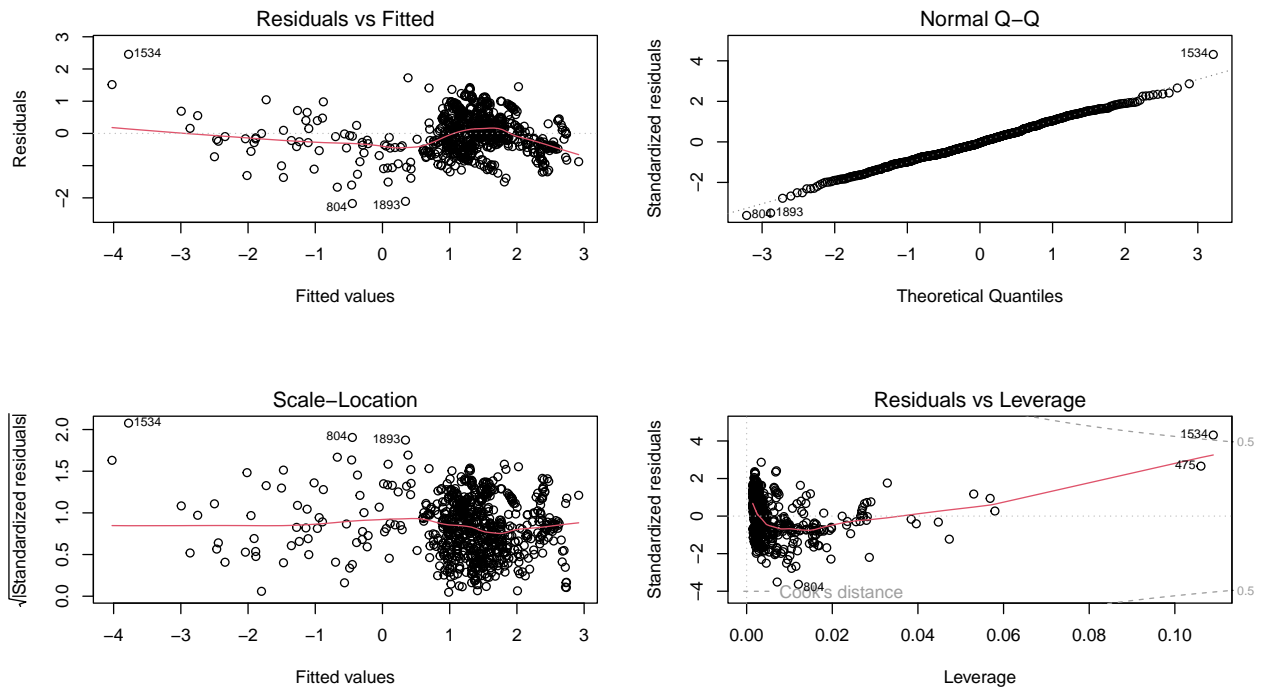 Residuals vs Fitted
Residuals
3
2
1
0
−2
1534
804
1893
−4 −3 −2 −1 0 1 2 3
Fitted values
Normal Q−Q
Standardized residuals
4
2
0
−2
1534
804
1893
−3 −2 −1 0 1 2 3
Theoretical Quantiles
Scale−Location
√|Standardized residuals|
2.0
1.5
1.0
0.5
0.0
1534
804
1893
−4 −3 −2 −1 0 1 2 3
Fitted values
Residuals vs Leverage
Standardized residuals
4
2
0
−2
−4
1534
475
804
Cook's distance
0.5
0.5
0.00 0.02 0.04 0.06 0.08 0.10
Leverage